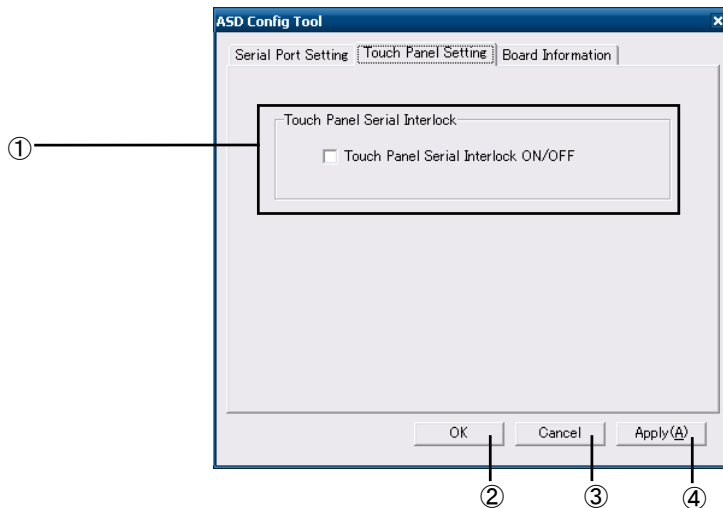 ASD Config Tool
Serial Port Setting Touch Panel Setting Board Information
Touch Panel Serial Interlock
① Touch Panel Serial Interlock ON/OFF
OK Cancel Apply(A)
② ③ ④